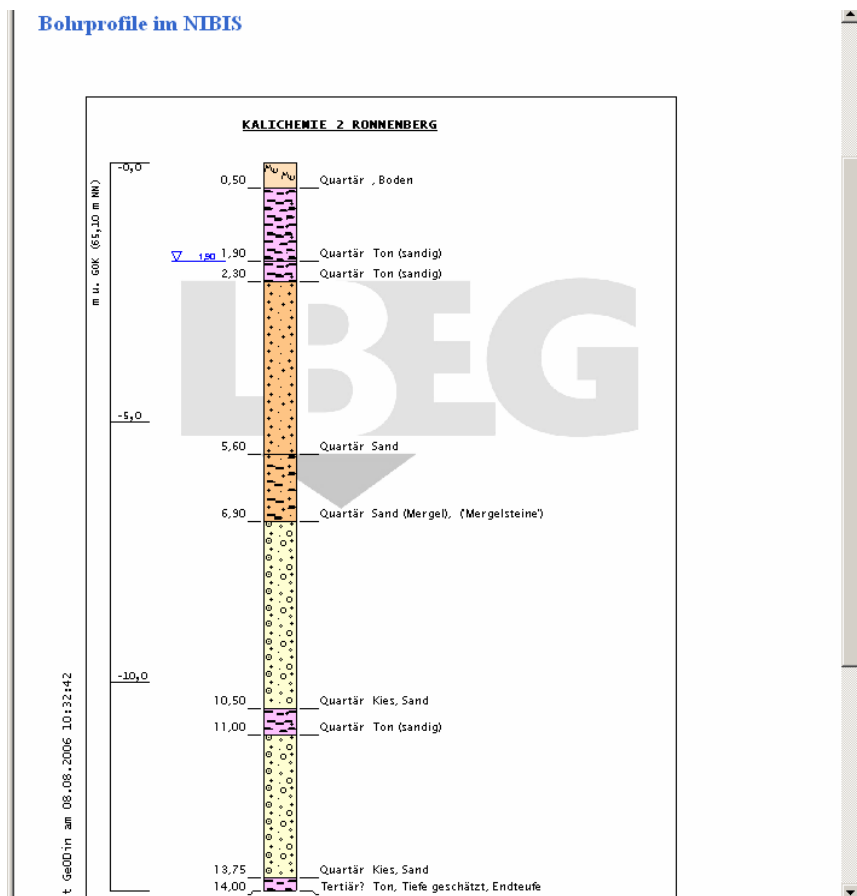 Bohrprofile im NIBIS
KALICHEMIE 2 RONNENBERG
m u. GOK (65,10 m NN)
-0,0
-5,0
-10,0
0,50 Quartär , Boden
1,90 1,90 Quartär Ton (sandig)
2,30 Quartär Ton (sandig)
5,60 Quartär Sand
6,90 Quartär Sand (Mergel), ('Mergelsteine')
10,50 Quartär Kies, Sand
11,00 Quartär Ton (sandig)
13,75 Quartär Kies, Sand
14,00 Tertiär? Ton, Tiefe geschätzt, Endteufe
Mu Mu
LBEG
t GeODin am 08.08.2006 10:32:42